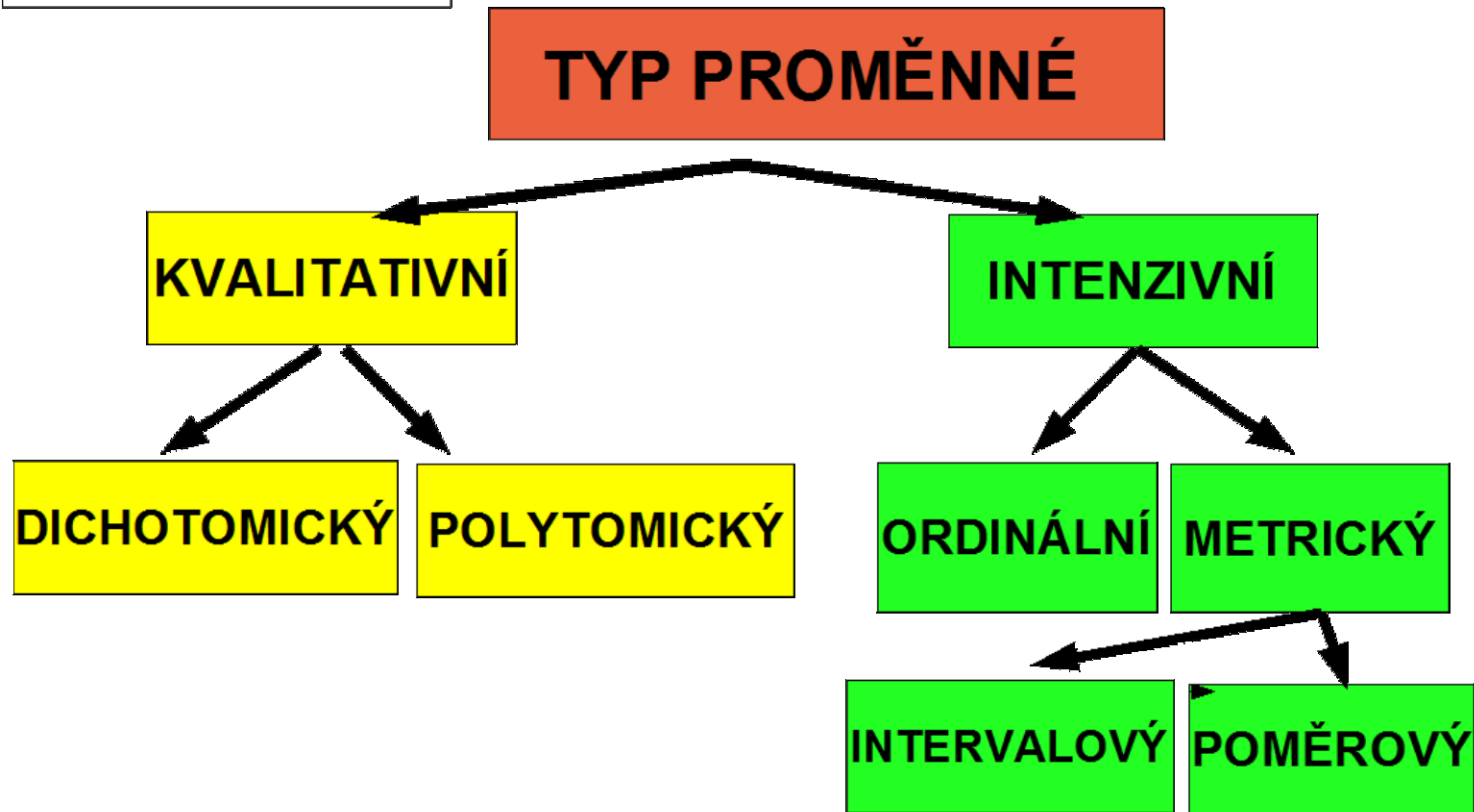 TYP PROMĚNNÉ
KVALITATIVNÍ
INTENZIVNÍ
DICHOTOMICKÝ
POLYTOMICKÝ
ORDINÁLNÍ
METRICKÝ
INTERVALOVÝ
POMĚROVÝ